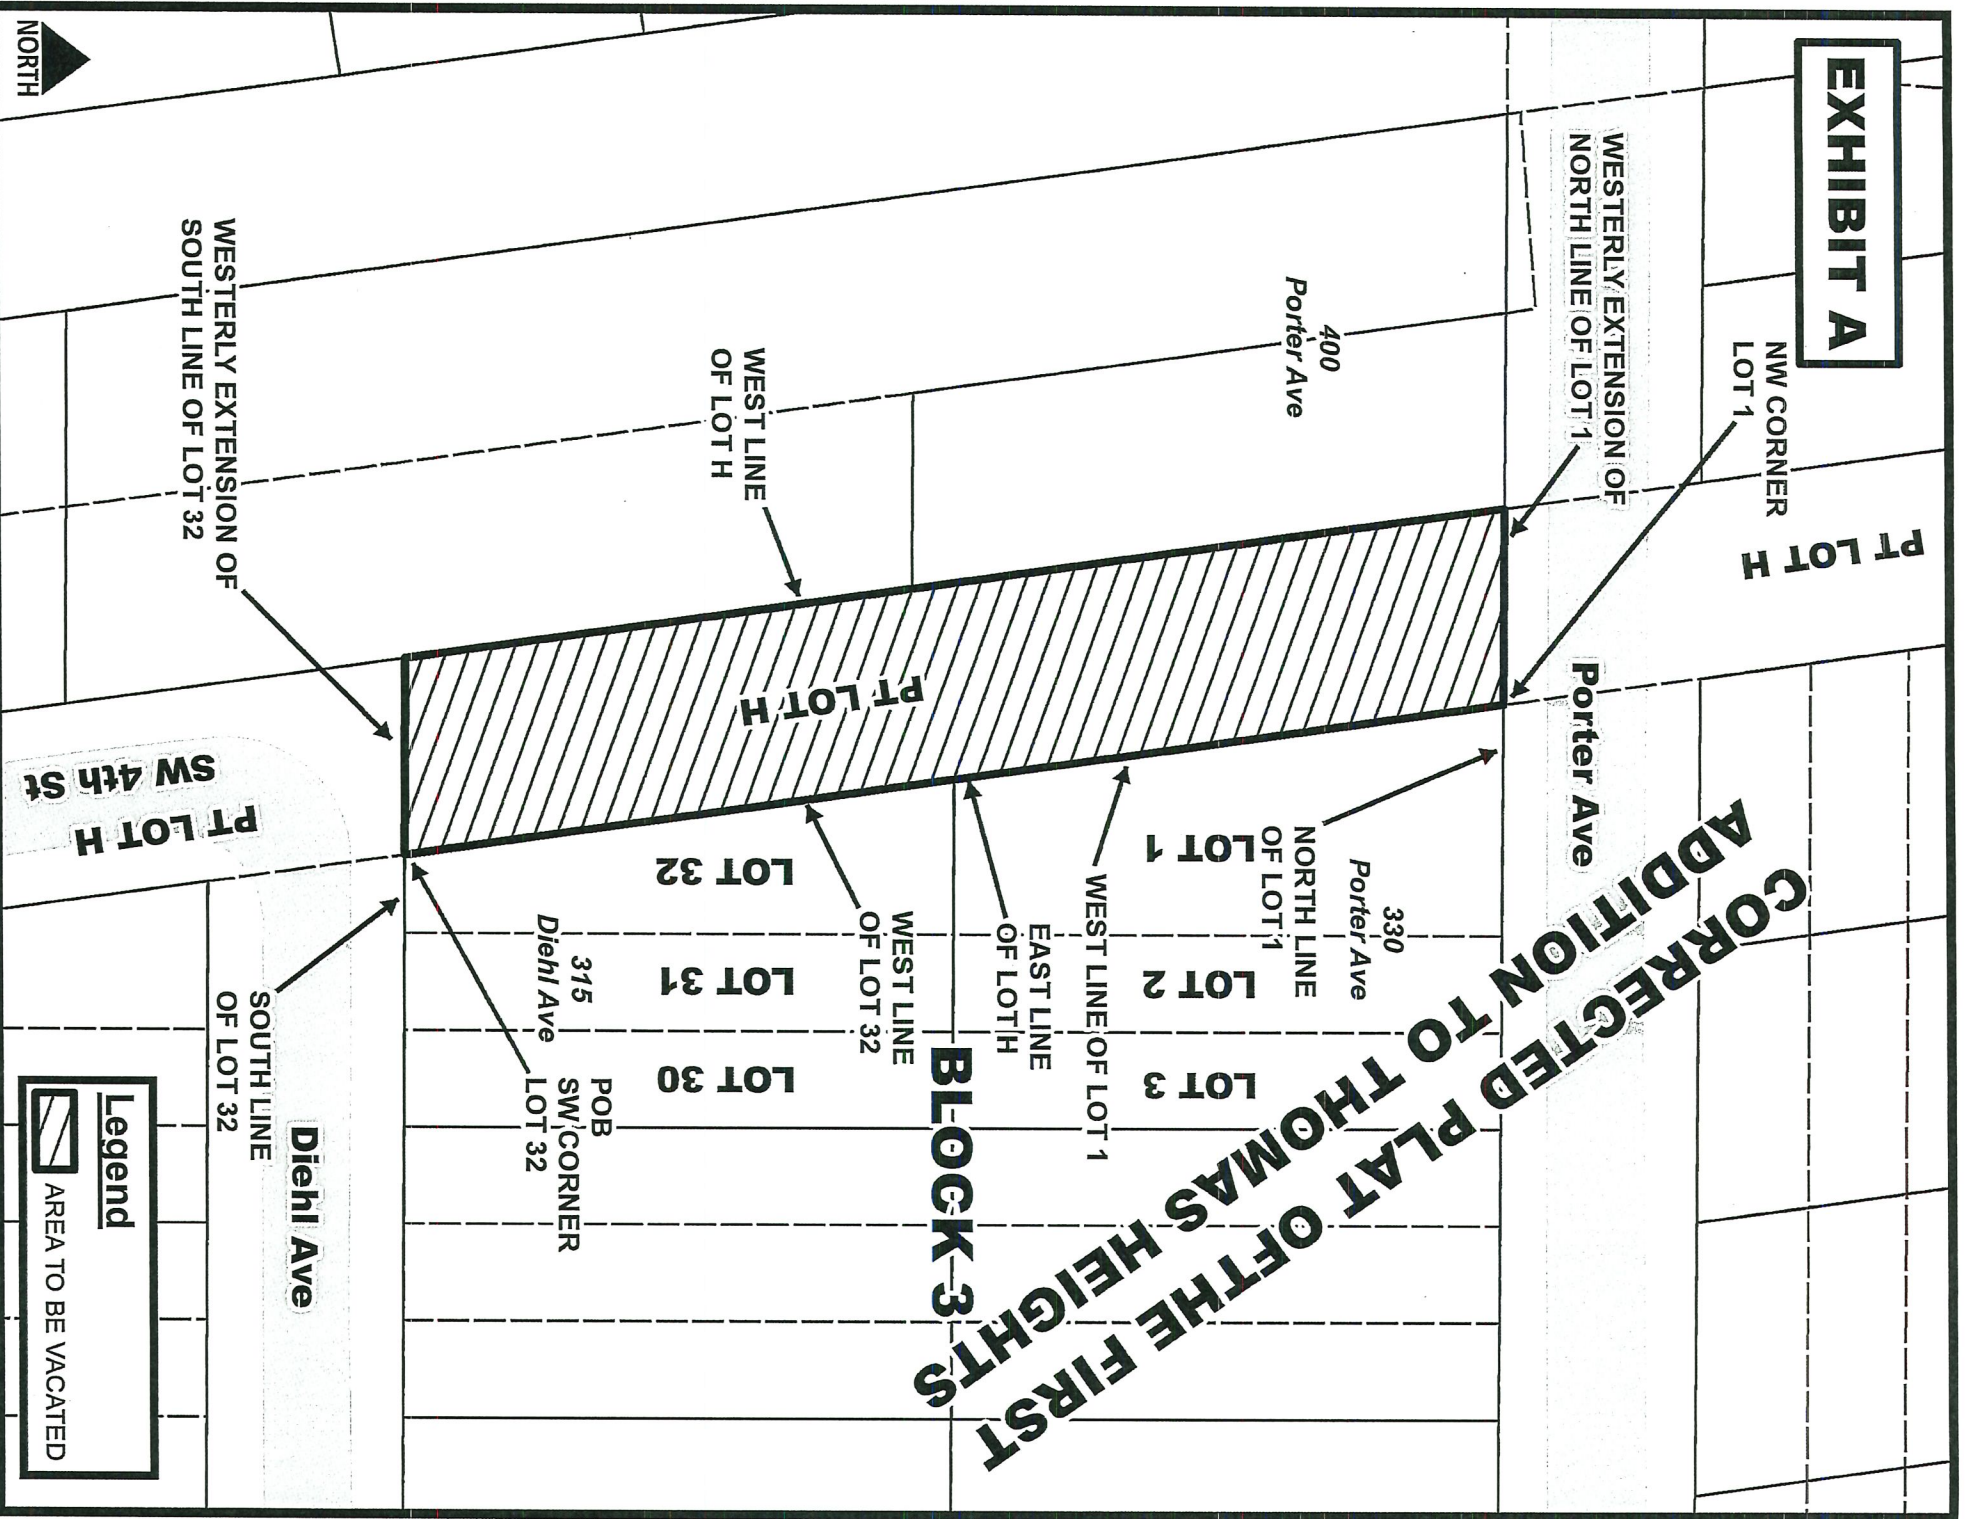 EXHIBIT A
NW CORNER
LOT 1
WESTERLY EXTENSION OF
NORTH LINE OF LOT 1
PT LOT H
Porter Ave
CORRECTED PLAT OF THE FIRST
ADDITION TO THOMAS HEIGHTS
400
Porter Ave
330
Porter Ave
NORTH LINE
OF LOT 1
LOT 1
LOT 2
LOT 3
WEST LINE OF LOT 1
EAST LINE
OF LOT H
BLOCK 3
PT LOT H
WEST LINE
OF LOT H
WEST LINE
OF LOT 32
LOT 32
LOT 31
LOT 30
315
Diehl Ave
POB
SW CORNER
LOT 32
WESTERLY EXTENSION OF
SOUTH LINE OF LOT 32
SOUTH LINE
OF LOT 32
Diehl Ave
PT LOT H
SW 4th St
NORTH
Legend
AREA TO BE VACATED